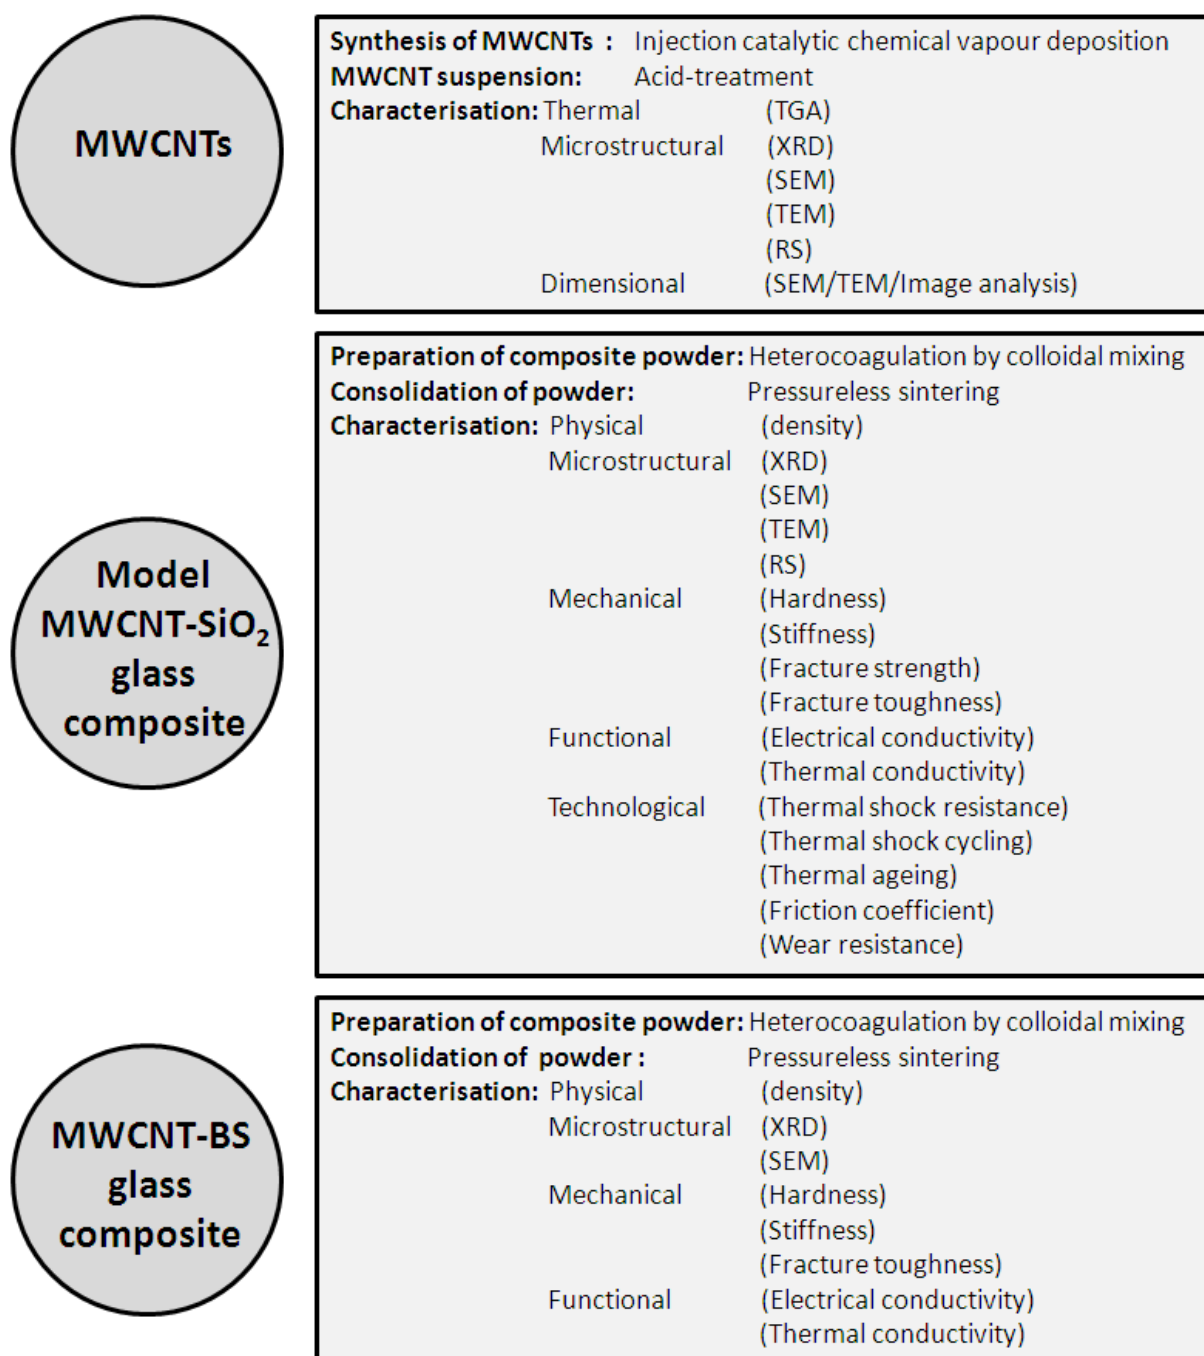 MWCNTs
Synthesis of MWCNTs : Injection catalytic chemical vapour deposition
MWCNT suspension: Acid-treatment
Characterisation: Thermal (TGA)
Microstructural (XRD)
(SEM)
(TEM)
(RS)
Dimensional (SEM/TEM/Image analysis)
Model
MWCNT-SiO₂
glass
composite
Preparation of composite powder: Heterocoagulation by colloidal mixing
Consolidation of powder: Pressureless sintering
Characterisation: Physical (density)
Microstructural (XRD)
(SEM)
(TEM)
(RS)
Mechanical (Hardness)
(Stiffness)
(Fracture strength)
(Fracture toughness)
Functional (Electrical conductivity)
(Thermal conductivity)
Technological (Thermal shock resistance)
(Thermal shock cycling)
(Thermal ageing)
(Friction coefficient)
(Wear resistance)
MWCNT-BS
glass
composite
Preparation of composite powder: Heterocoagulation by colloidal mixing
Consolidation of powder : Pressureless sintering
Characterisation: Physical (density)
Microstructural (XRD)
(SEM)
Mechanical (Hardness)
(Stiffness)
(Fracture toughness)
Functional (Electrical conductivity)
(Thermal conductivity)